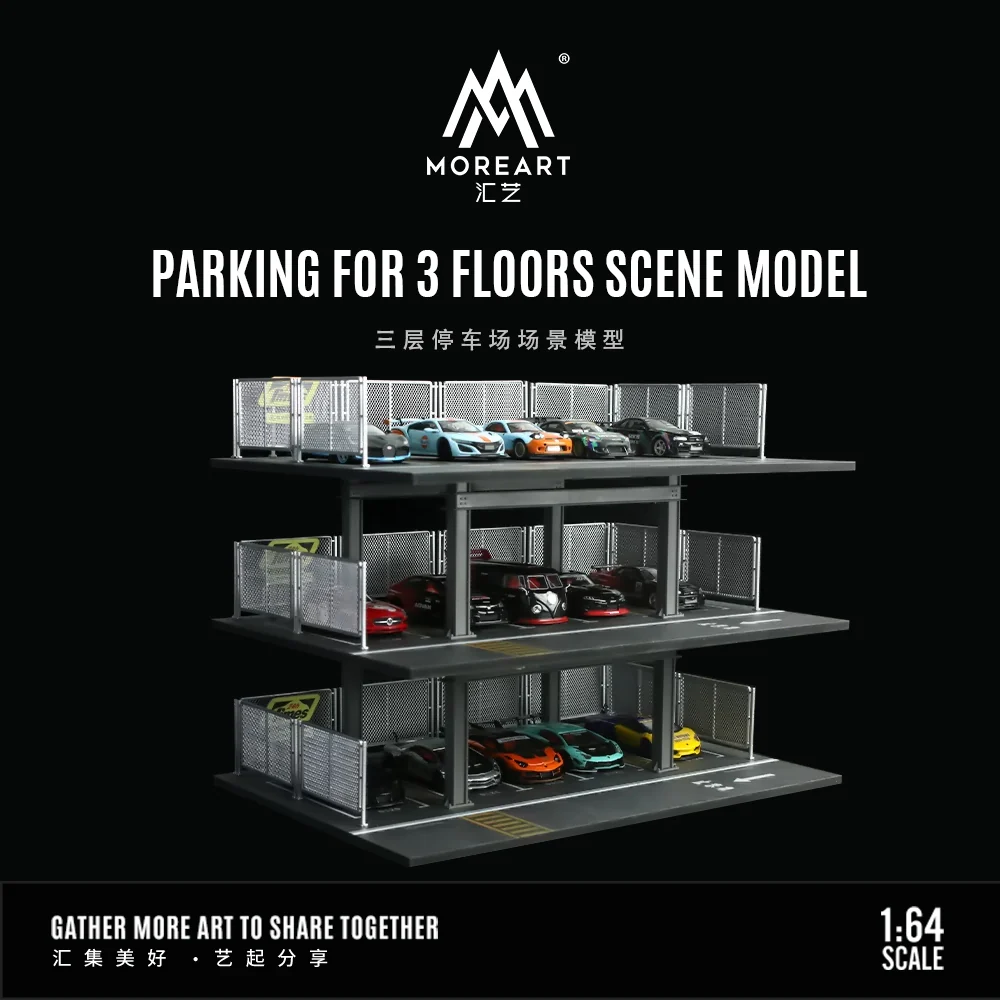 ®
MOREART
汇艺
PARKING FOR 3 FLOORS SCENE MODEL
三层停车场场景模型
Times
GATHER MORE ART TO SHARE TOGETHER
汇集美好 · 艺起分享
1:64
SCALE